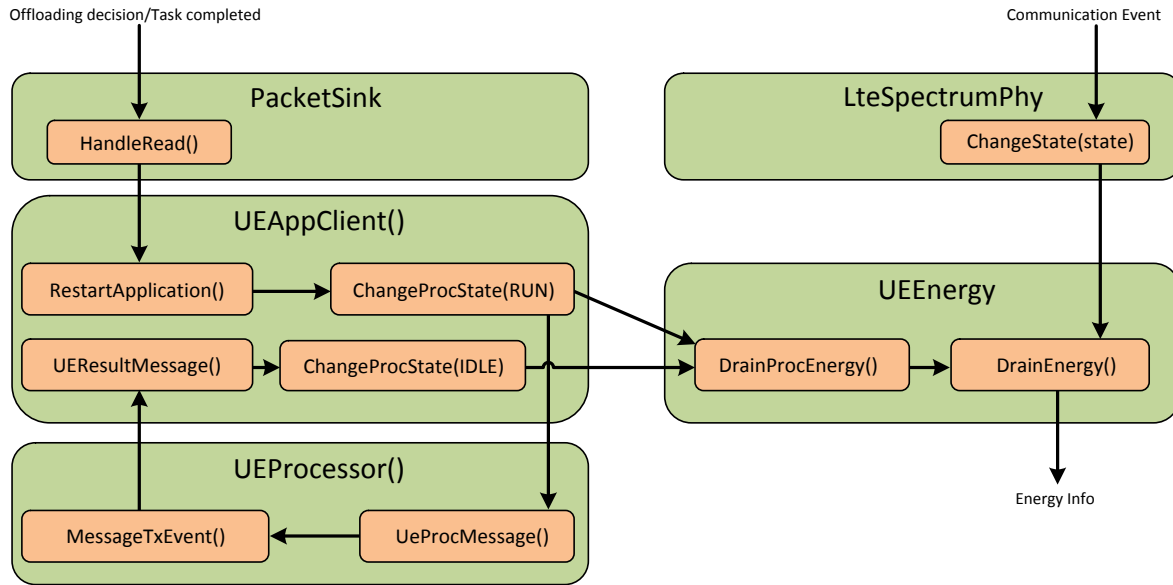 Offloading decision/Task completed
Communication Event
PacketSink
HandleRead()
LteSpectrumPhy
ChangeState(state)
UEAppClient()
RestartApplication()
ChangeProcState(RUN)
UEResultMessage()
ChangeProcState(IDLE)
UEEnergy
DrainProcEnergy()
DrainEnergy()
UEProcessor()
MessageTxEvent()
UeProcMessage()
Energy Info